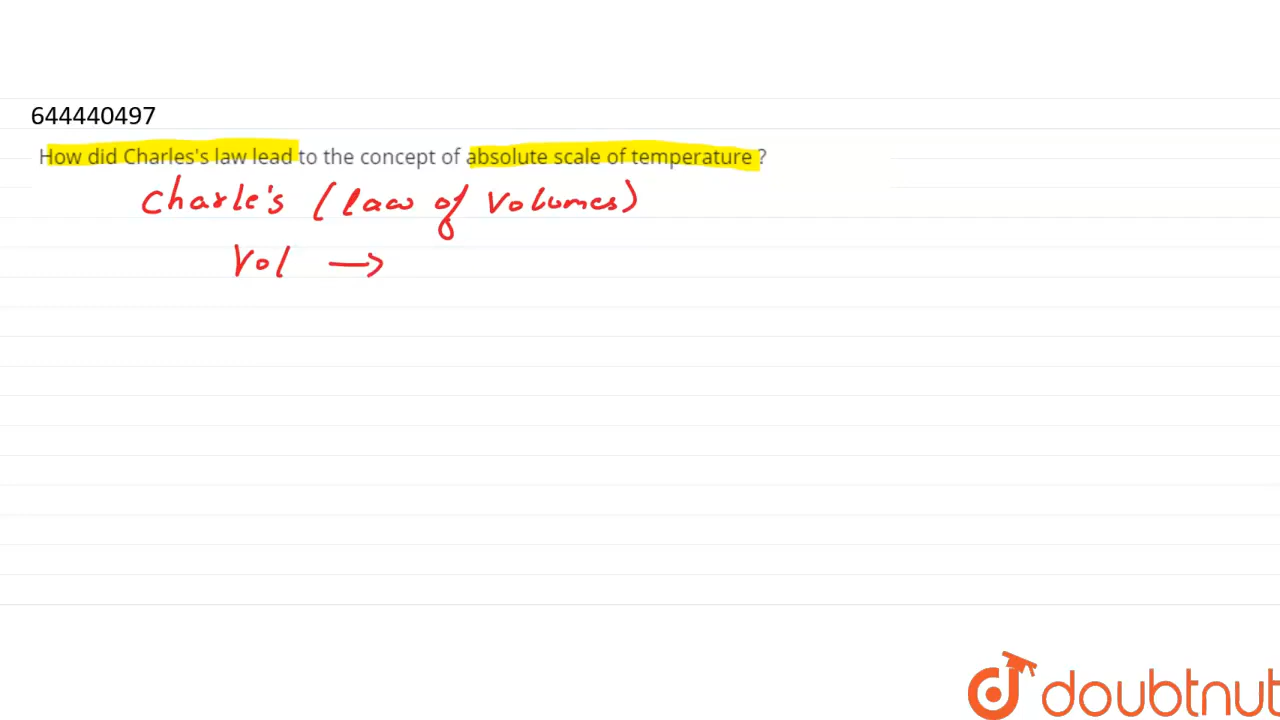 644440497
How did Charles's law lead to the concept of absolute scale of temperature ?
Charle's (law of volumes)
Vol →
doubtnut